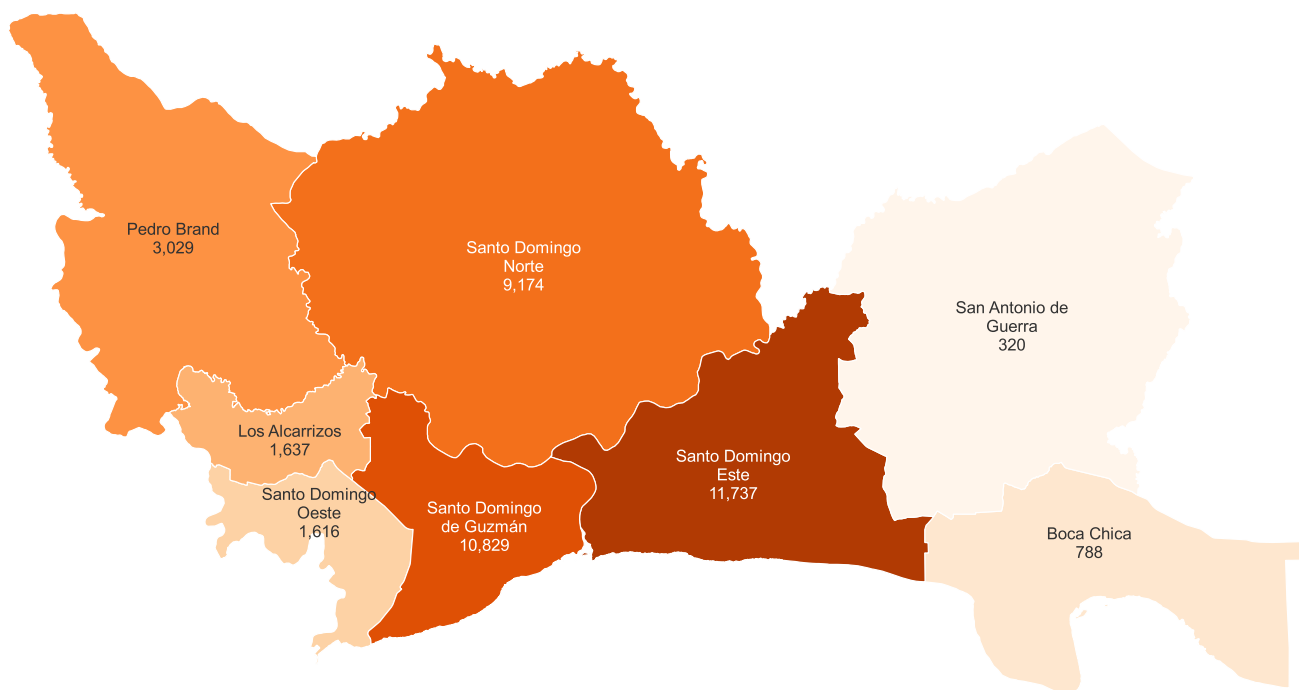 Pedro Brand
3,029
Santo Domingo
Norte
9,174
San Antonio de
Guerra
320
Los Alcarrizos
1,637
Santo Domingo
Este
11,737
Santo Domingo
Oeste
1,616
Santo Domingo
de Guzmán
10,829
Boca Chica
788